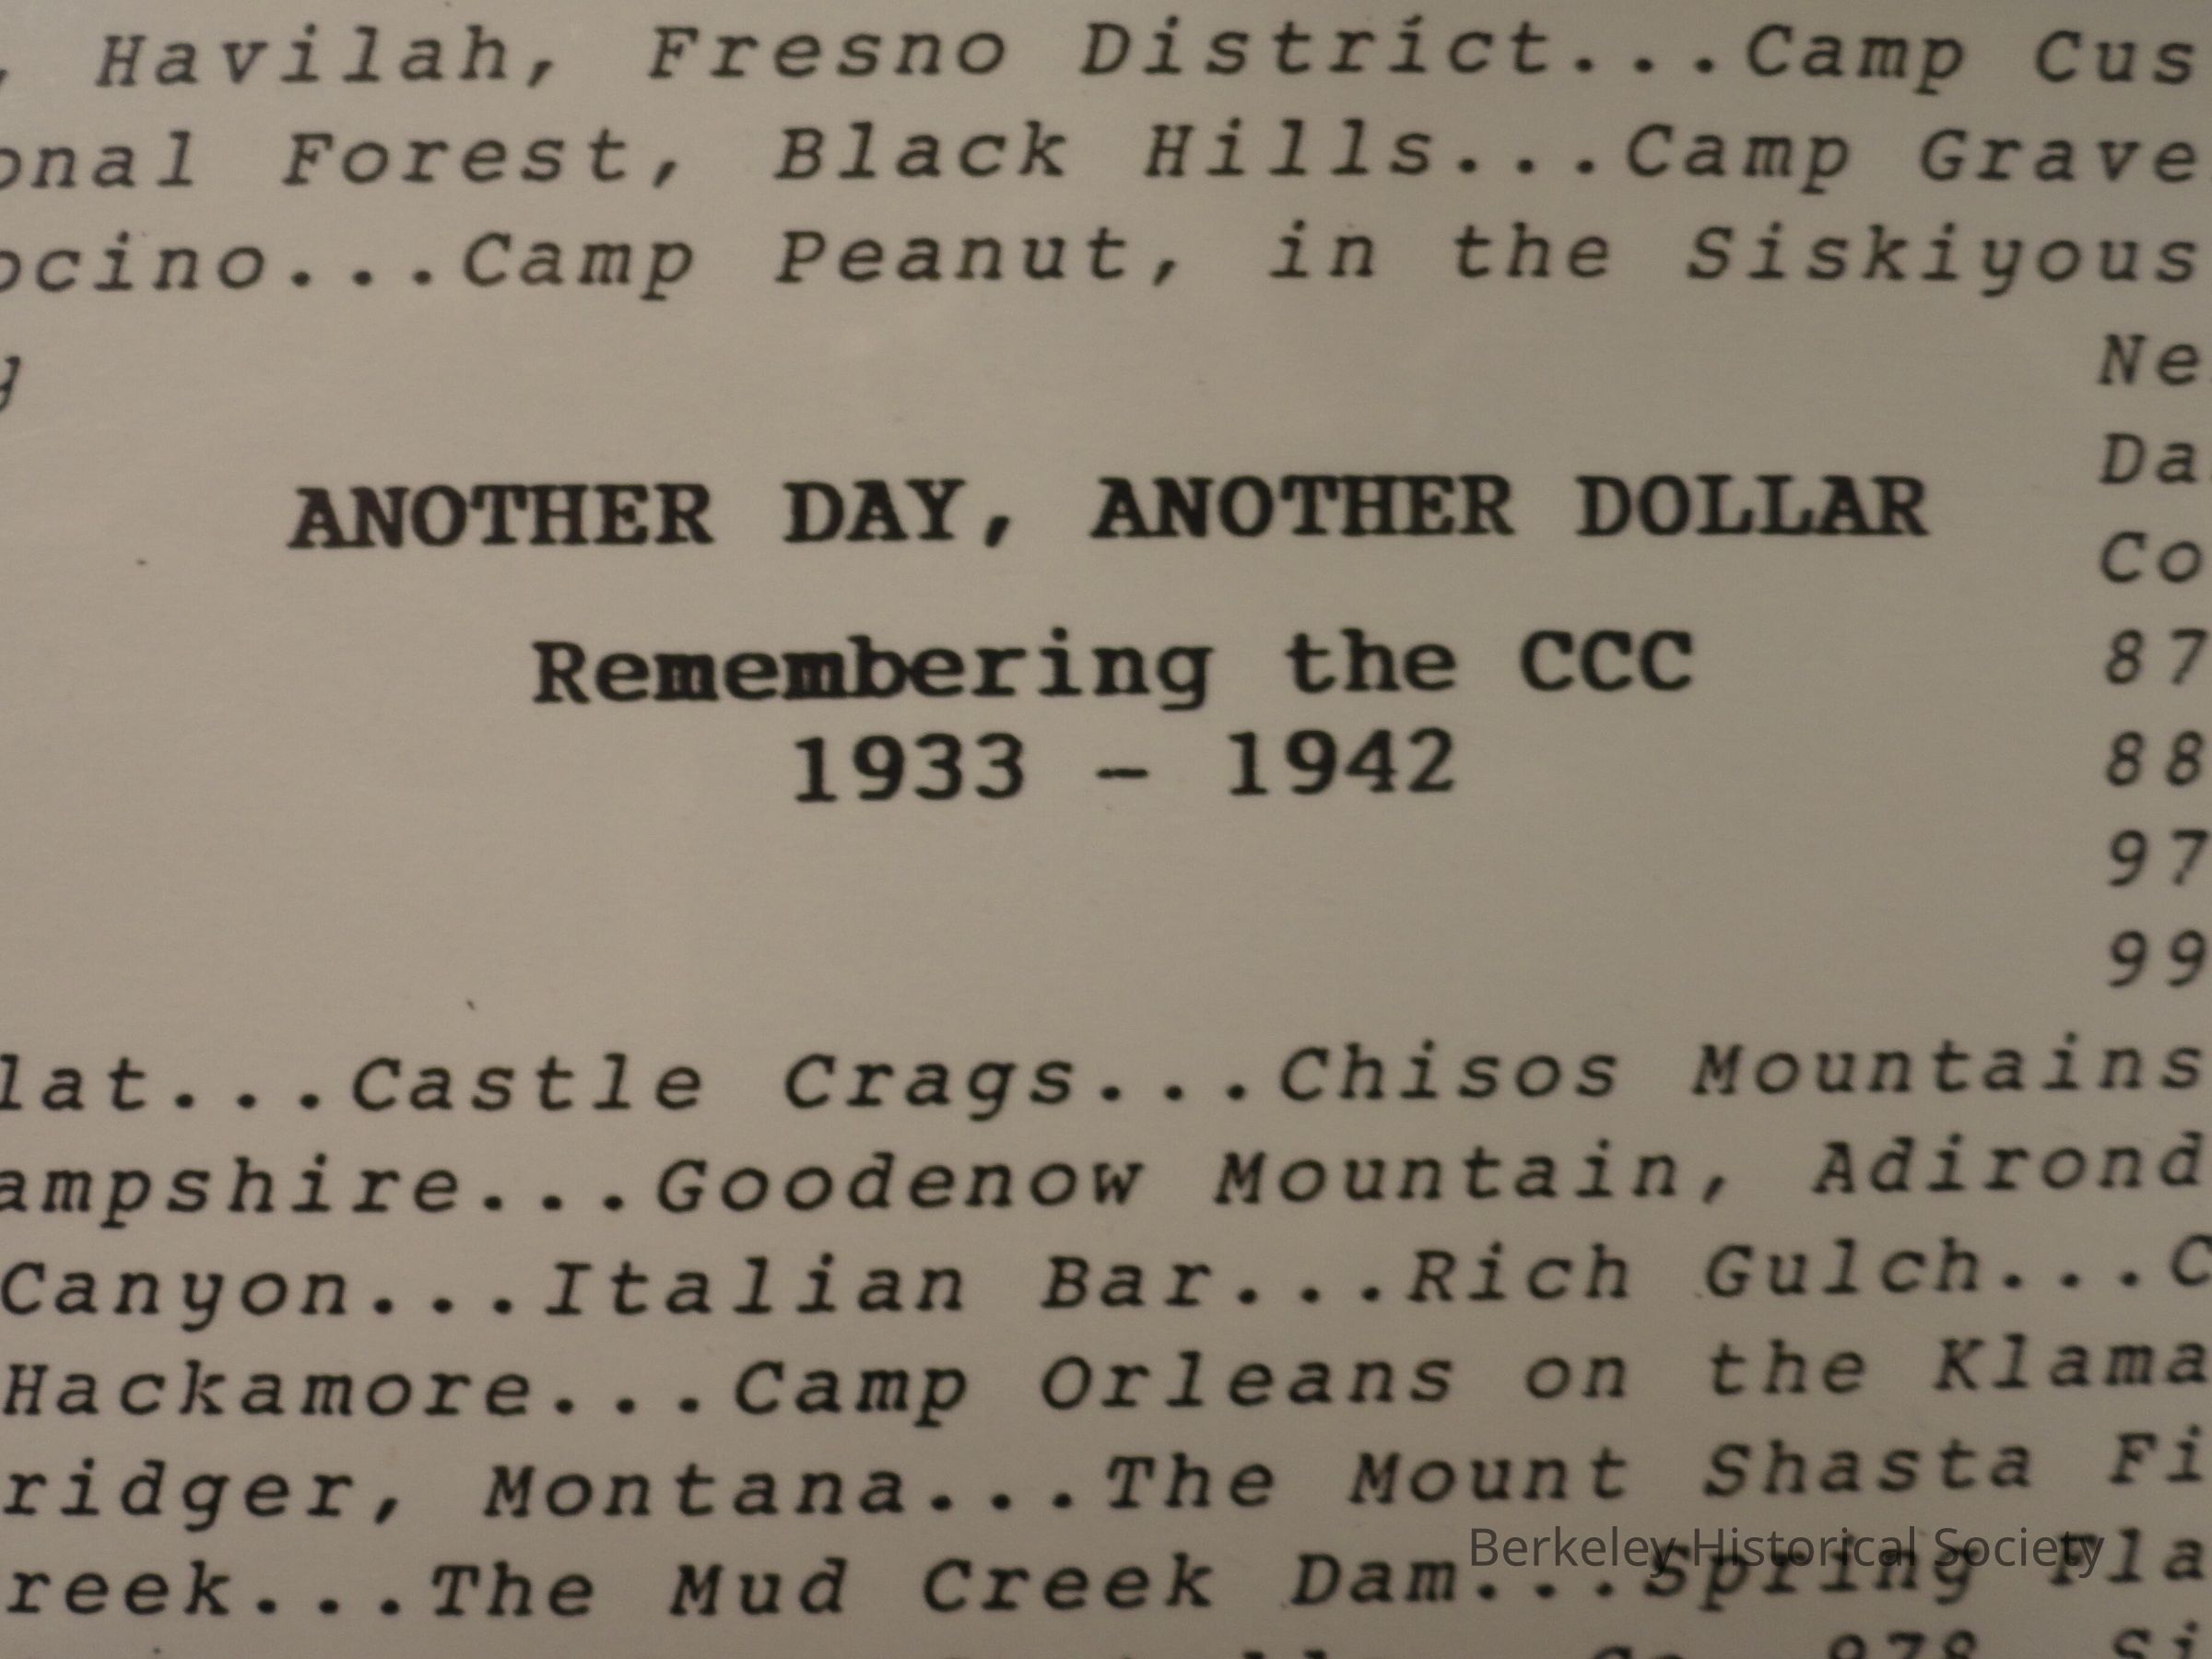 , Havilah, Fresno District...Camp Cus
onal Forest, Black Hills...Camp Grave
ocino...Camp Peanut, in the Siskiyous
y
Ne
ANOTHER DAY, ANOTHER DOLLAR
Da
Co
Remembering the CCC
87
1933 - 1942
88
97
99
lat...Castle Crags...Chisos Mountains
ampshire...Goodenow Mountain, Adirond
Canyon...Italian Bar...Rich Gulch...C
Hackamore...Camp Orleans on the Klama
ridger, Montana...The Mount Shasta Fi
reek...The Mud Creek Dam...Spring Fla
Berkeley Historical Society
Co 978 Si